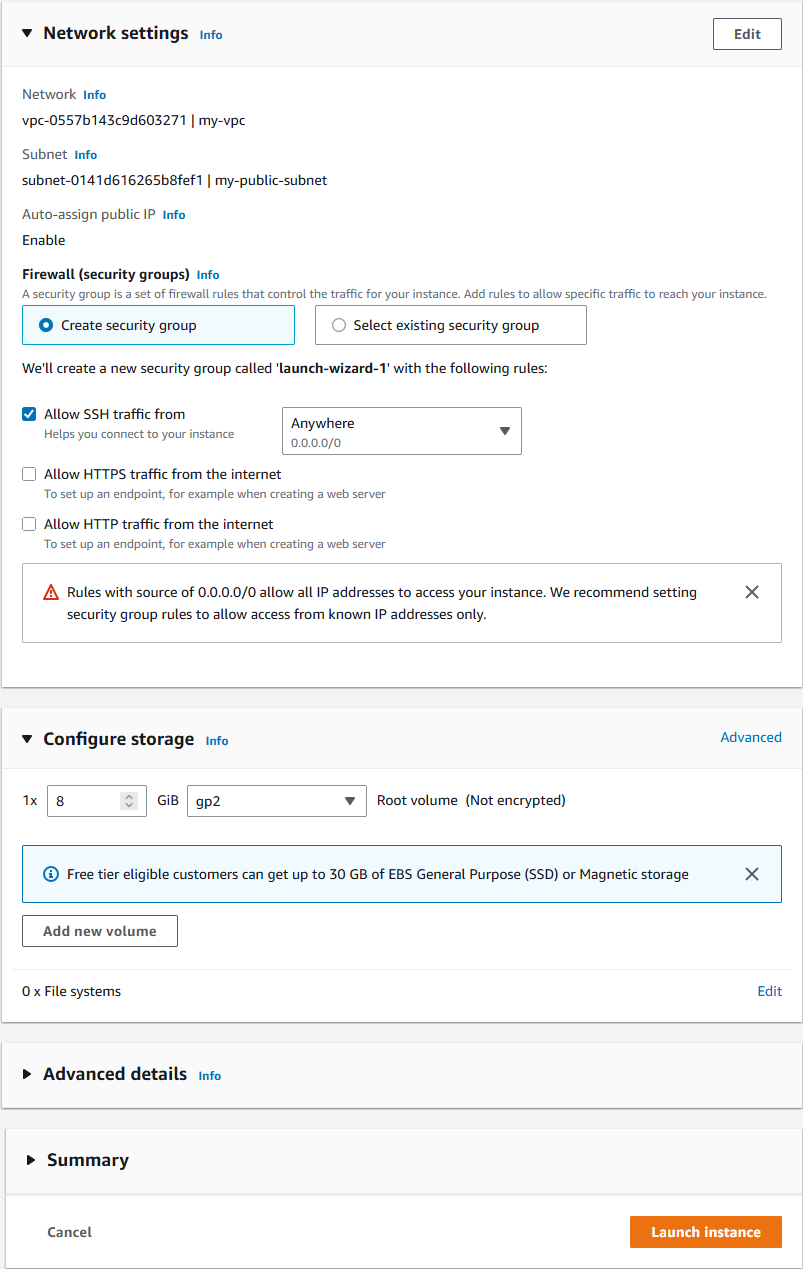 Network settings Info
Edit
Network Info
vpc-0557b143c9d603271 | my-vpc
Subnet Info
subnet-0141d616265b8fef1 | my-public-subnet
Auto-assign public IP Info
Enable
Firewall (security groups) Info
A security group is a set of firewall rules that control the traffic for your instance. Add rules to allow specific traffic to reach your instance.
Create security group
Select existing security group
We'll create a new security group called 'launch-wizard-1' with the following rules:
Allow SSH traffic from
Helps you connect to your instance
Anywhere
0.0.0.0/0
Allow HTTPS traffic from the internet
To set up an endpoint, for example when creating a web server
Allow HTTP traffic from the internet
To set up an endpoint, for example when creating a web server
Rules with source of 0.0.0.0/0 allow all IP addresses to access your instance. We recommend setting
security group rules to allow access from known IP addresses only.
Configure storage Info
Advanced
1x 8 GiB gp2 Root volume (Not encrypted)
Free tier eligible customers can get up to 30 GB of EBS General Purpose (SSD) or Magnetic storage
Add new volume
0 x File systems
Edit
Advanced details Info
Summary
Cancel
Launch instance